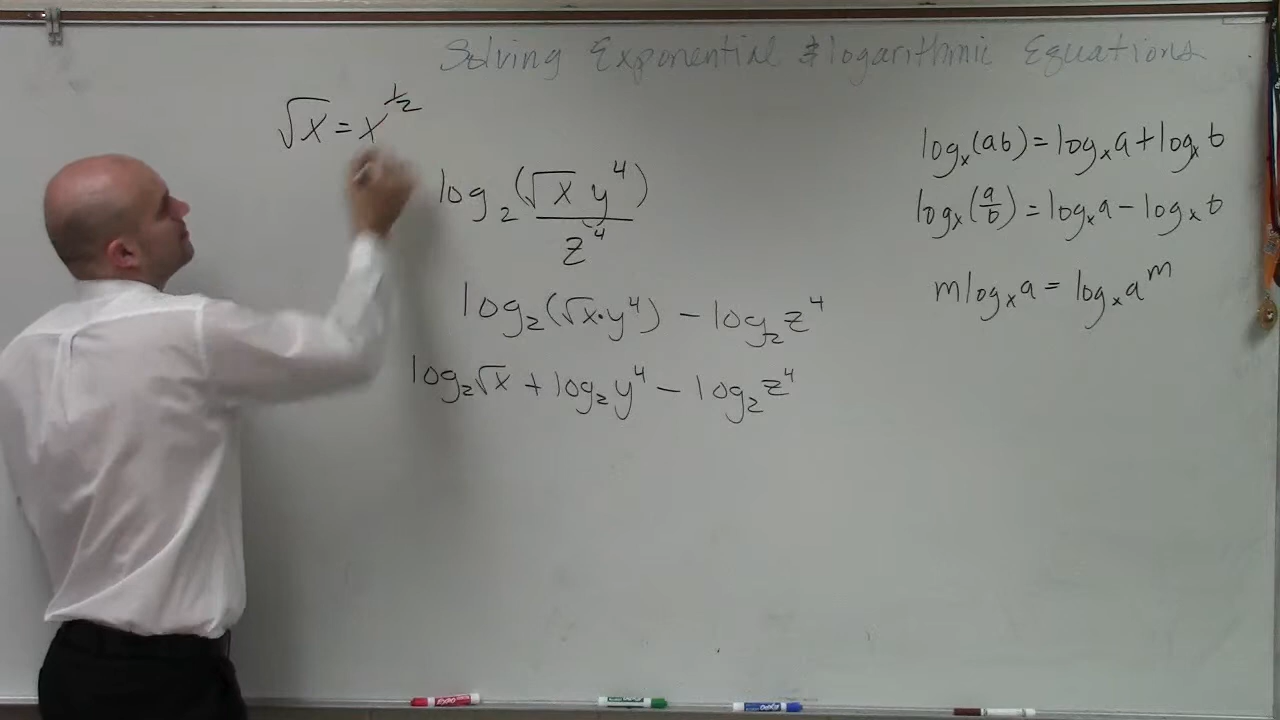 Solving Exponential & logarithmic Equations
√x = x^(1/2)
log₂(√x y⁴)/z⁴
log₂(√x·y⁴) − log₂z⁴
log₂√x + log₂y⁴ − log₂z⁴
logₓ(ab) = logₓa + logₓb
logₓ(a/b) = logₓa − logₓb
m logₓa = logₓaᵐ